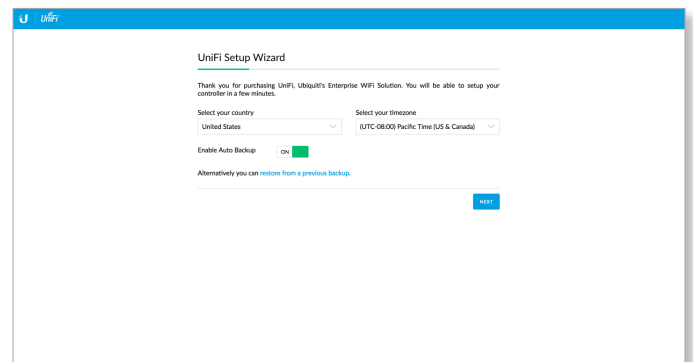 U UniFi
UniFi Setup Wizard
Thank you for purchasing UniFi, Ubiquiti's Enterprise WiFi Solution. You will be able to setup your
controller in a few minutes.
Select your country Select your timezone
United States (UTC-08:00) Pacific Time (US & Canada)
Enable Auto Backup ON
Alternatively you can restore from a previous backup.
NEXT